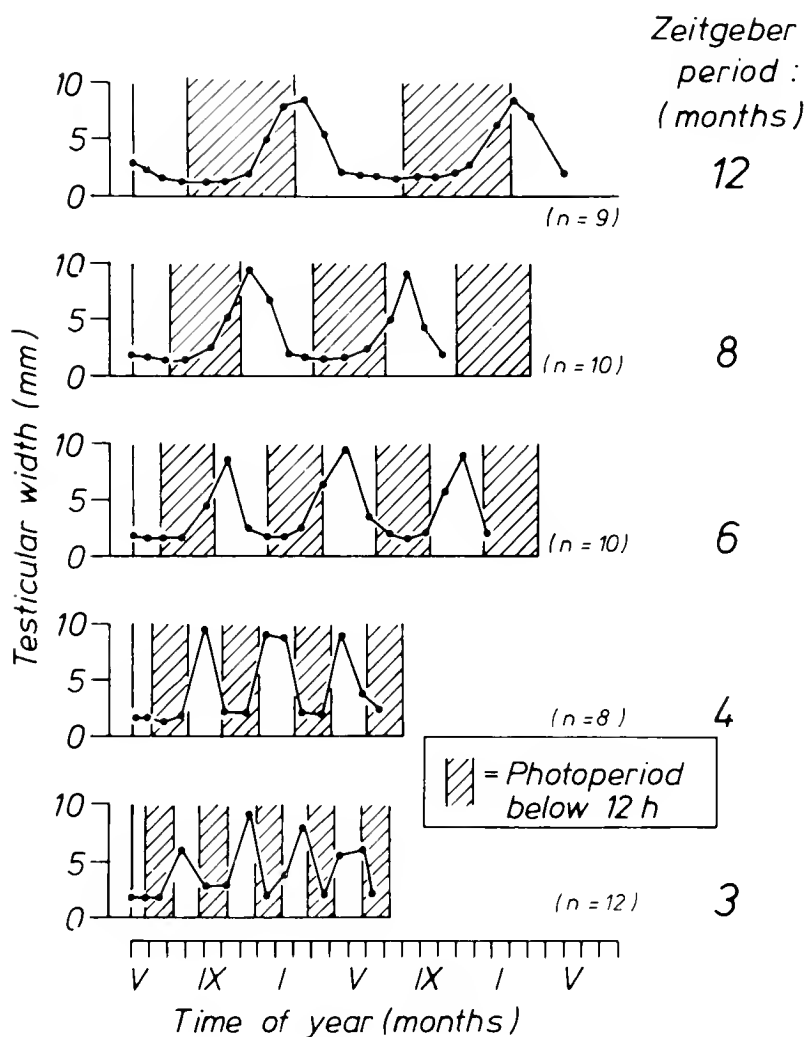 Zeitgeber
period :
(months)
10
5
0
12
(n = 9)
10
5
0
8
(n = 10)
Testicular width (mm)
10
5
0
6
(n = 10)
10
5
0
4
(n = 8)
= Photoperiod
below 12 h
10
5
0
3
(n = 12)
V IX I V IX I V
Time of year (months)